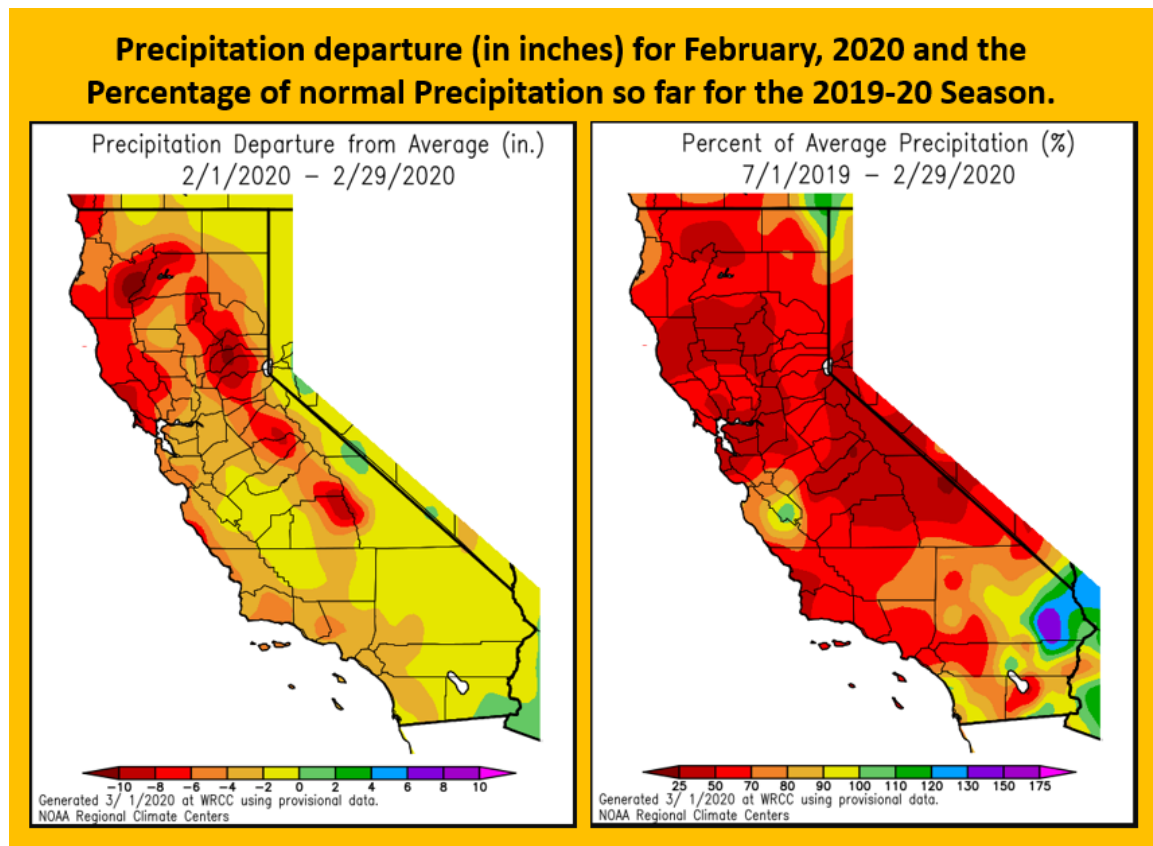 Precipitation departure (in inches) for February, 2020 and the
Percentage of normal Precipitation so far for the 2019-20 Season.
Precipitation Departure from Average (in.)
2/1/2020 – 2/29/2020
-10 -8 -6 -4 -2 0 2 4 6 8 10
Generated 3/ 1/2020 at WRCC using provisional data.
NOAA Regional Climate Centers
Percent of Average Precipitation (%)
7/1/2019 – 2/29/2020
25 50 70 80 90 100 110 120 130 150 175
Generated 3/ 1/2020 at WRCC using provisional data.
NOAA Regional Climate Centers